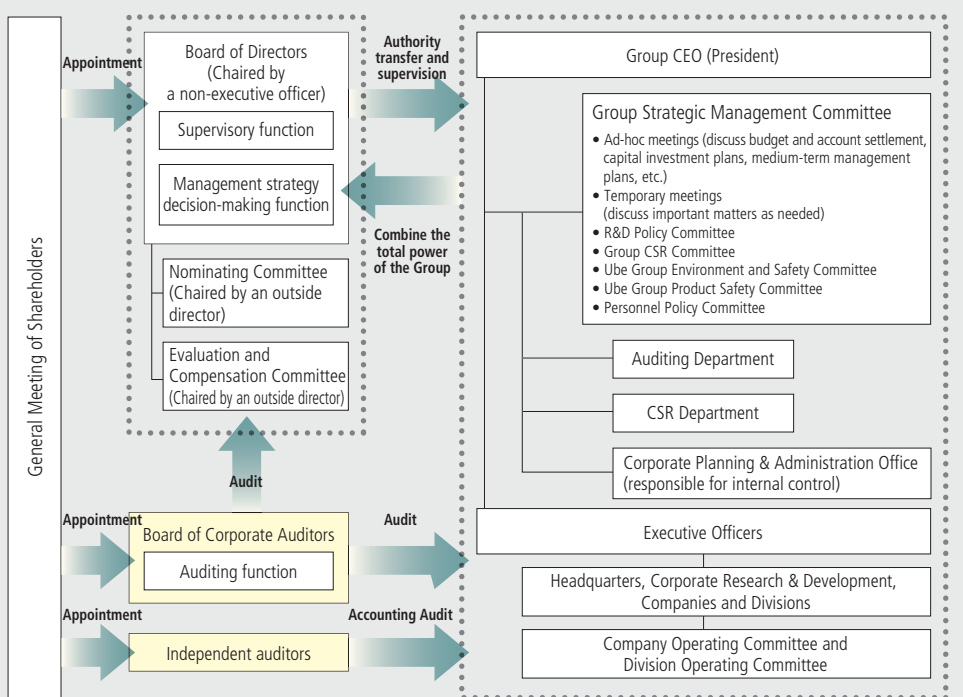 General Meeting of Shareholders
Appointment
Board of Directors
(Chaired by
a non-executive officer)
Supervisory function
Management strategy
decision-making function
Nominating Committee
(Chaired by an outside
director)
Evaluation and
Compensation Committee
(Chaired by an outside director)
Authority
transfer and
supervision
Combine the
total power
of the Group
Audit
Appointment
Board of Corporate Auditors
Auditing function
Audit
Appointment
Independent auditors
Accounting Audit
Group CEO (President)
Group Strategic Management Committee
• Ad-hoc meetings (discuss budget and account settlement,
capital investment plans, medium-term management
plans, etc.)
• Temporary meetings
(discuss important matters as needed)
• R&D Policy Committee
• Group CSR Committee
• Ube Group Environment and Safety Committee
• Ube Group Product Safety Committee
• Personnel Policy Committee
Auditing Department
CSR Department
Corporate Planning & Administration Office
(responsible for internal control)
Executive Officers
Headquarters, Corporate Research & Development,
Companies and Divisions
Company Operating Committee and
Division Operating Committee